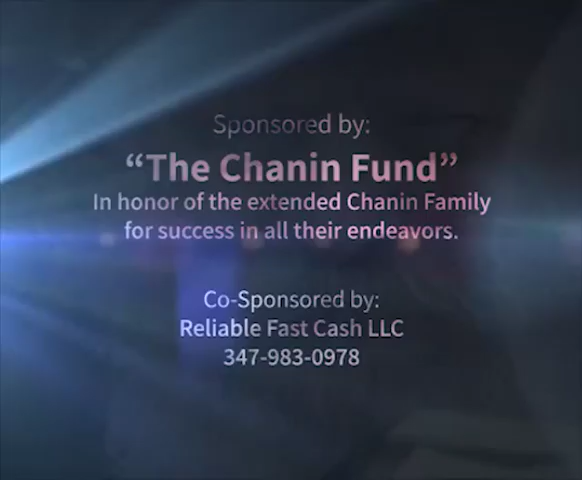 Sponsored by:
“The Chanin Fund”
In honor of the extended Chanin Family
for success in all their endeavors.
Co-Sponsored by:
Reliable Fast Cash LLC
347-983-0978